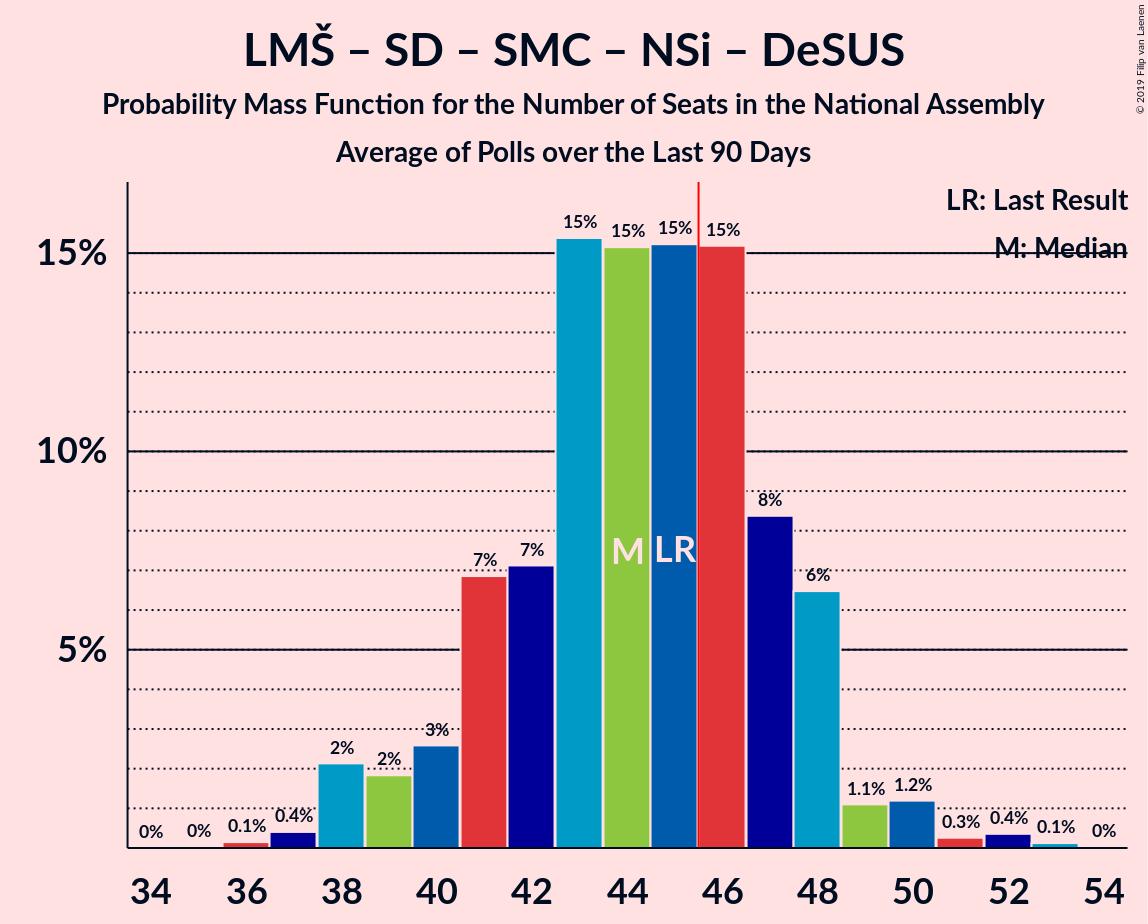 LMŠ – SD – SMC – NSi – DeSUS
Probability Mass Function for the Number of Seats in the National Assembly
Average of Polls over the Last 90 Days
© 2019 Filip van Laenen
LR: Last Result
M: Median
15%
10%
5%
0%
0%
0.1%
0.4%
2%
2%
3%
7%
7%
15%
15%
15%
15%
8%
6%
1.1%
1.2%
0.3%
0.4%
0.1%
0%
M
LR
34 36 38 40 42 44 46 48 50 52 54